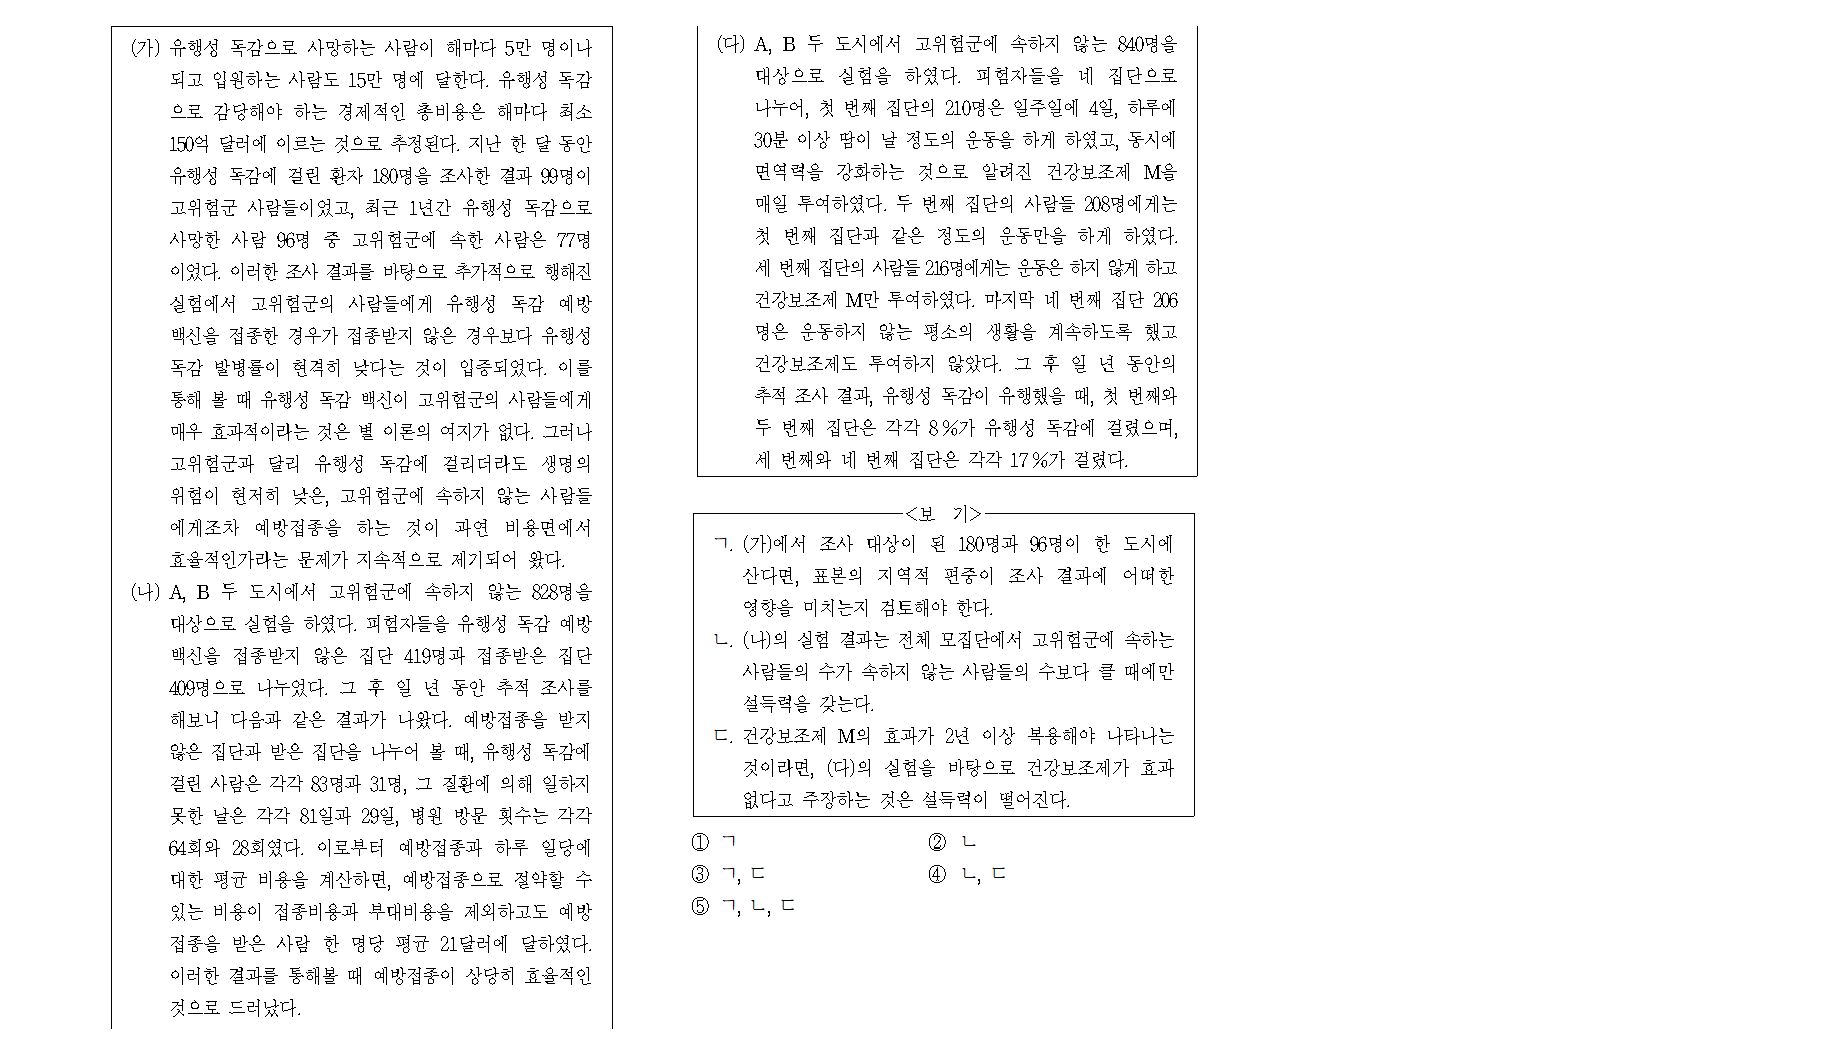 (가) 유행성 독감으로 사망하는 사람이 해마다 5만 명이나
되고 입원하는 사람도 15만 명에 달한다. 유행성 독감
으로 감당해야 하는 경제적인 총비용은 해마다 최소
150억 달러에 이르는 것으로 추정된다. 지난 한 달 동안
유행성 독감에 걸린 환자 180명을 조사한 결과 99명이
고위험군 사람들이었고, 최근 1년간 유행성 독감으로
사망한 사람 96명 중 고위험군에 속한 사람은 77명
이었다. 이러한 조사 결과를 바탕으로 추가적으로 행해진
실험에서 고위험군의 사람들에게 유행성 독감 예방
백신을 접종한 경우가 접종받지 않은 경우보다 유행성
독감 발병률이 현격히 낮다는 것이 입증되었다. 이를
통해 볼 때 유행성 독감 백신이 고위험군의 사람들에게
매우 효과적이라는 것은 별 이론의 여지가 없다. 그러나
고위험군과 달리 유행성 독감에 걸리더라도 생명의
위험이 현저히 낮은, 고위험군에 속하지 않는 사람들
에게조차 예방접종을 하는 것이 과연 비용면에서
효율적인가라는 문제가 지속적으로 제기되어 왔다.
(나) A, B 두 도시에서 고위험군에 속하지 않는 828명을
대상으로 실험을 하였다. 피험자들을 유행성 독감 예방
백신을 접종받지 않은 집단 419명과 접종받은 집단
409명으로 나누었다. 그 후 일 년 동안 추적 조사를
해보니 다음과 같은 결과가 나왔다. 예방접종을 받지
않은 집단과 받은 집단을 나누어 볼 때, 유행성 독감에
걸린 사람은 각각 83명과 31명, 그 질환에 의해 일하지
못한 날은 각각 81일과 29일, 병원 방문 횟수는 각각
64회와 28회였다. 이로부터 예방접종과 하루 일당에
대한 평균 비용을 계산하면, 예방접종으로 절약할 수
있는 비용이 접종비용과 부대비용을 제외하고도 예방
접종을 받은 사람 한 명당 평균 21달러에 달하였다.
이러한 결과를 통해볼 때 예방접종이 상당히 효율적인
것으로 드러났다.
(다) A, B 두 도시에서 고위험군에 속하지 않는 840명을
대상으로 실험을 하였다. 피험자들을 네 집단으로
나누어, 첫 번째 집단의 210명은 일주일에 4일, 하루에
30분 이상 땀이 날 정도의 운동을 하게 하였고, 동시에
면역력을 강화하는 것으로 알려진 건강보조제 M을
매일 투여하였다. 두 번째 집단의 사람들 208명에게는
첫 번째 집단과 같은 정도의 운동만을 하게 하였다.
세 번째 집단의 사람들 216명에게는 운동은 하지 않게 하고
건강보조제 M만 투여하였다. 마지막 네 번째 집단 206
명은 운동하지 않는 평소의 생활을 계속하도록 했고
건강보조제도 투여하지 않았다. 그 후 일 년 동안의
추적 조사 결과, 유행성 독감이 유행했을 때, 첫 번째와
두 번째 집단은 각각 8%가 유행성 독감에 걸렸으며,
세 번째와 네 번째 집단은 각각 17%가 걸렸다.
<보 기>
ㄱ. (가)에서 조사 대상이 된 180명과 96명이 한 도시에
산다면, 표본의 지역적 편중이 조사 결과에 어떠한
영향을 미치는지 검토해야 한다.
ㄴ. (나)의 실험 결과는 전체 모집단에서 고위험군에 속하는
사람들의 수가 속하지 않는 사람들의 수보다 클 때에만
설득력을 갖는다.
ㄷ. 건강보조제 M의 효과가 2년 이상 복용해야 나타나는
것이라면, (다)의 실험을 바탕으로 건강보조제가 효과
없다고 주장하는 것은 설득력이 떨어진다.
① ㄱ ② ㄴ
③ ㄱ, ㄷ ④ ㄴ, ㄷ
⑤ ㄱ, ㄴ, ㄷ